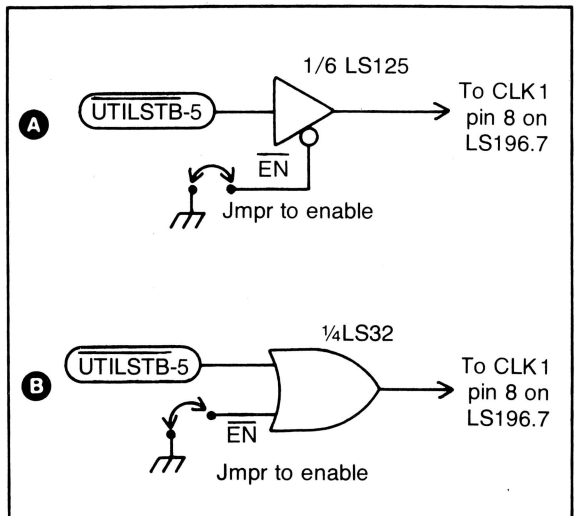 1/6 LS125
A
UTILSTB-5
To CLK1
pin 8 on
LS196.7
EN
Jmpr to enable
1/4LS32
B
UTILSTB-5
To CLK1
pin 8 on
LS196.7
EN
Jmpr to enable